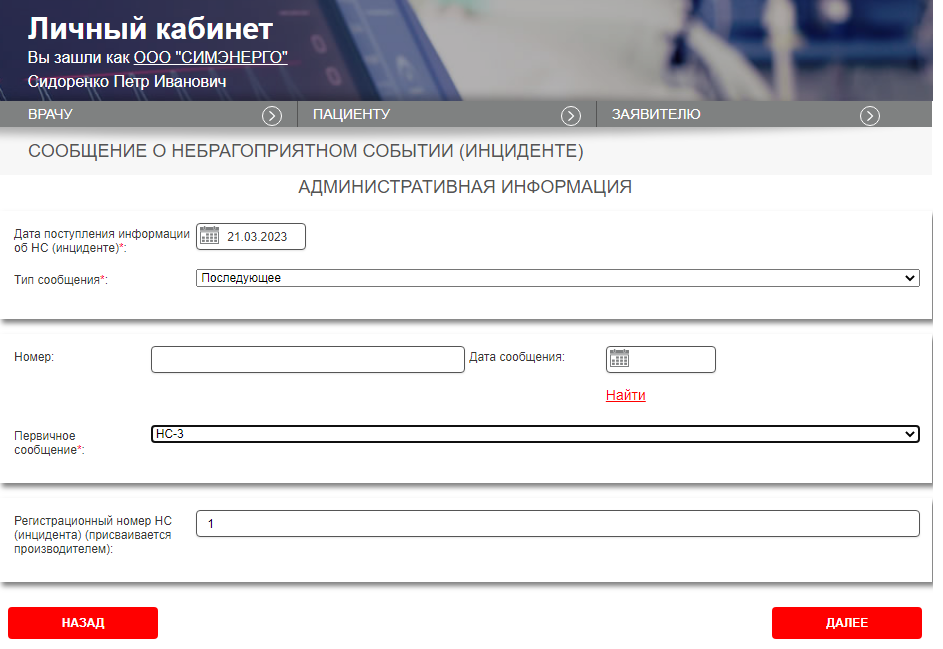 Личный кабинет
Вы зашли как ООО "СИМЭНЕРГО"
Сидоренко Петр Иванович
ВРАЧУ
ПАЦИЕНТУ
ЗАЯВИТЕЛЮ
СООБЩЕНИЕ О НЕБРАГОПРИЯТНОМ СОБЫТИИ (ИНЦИДЕНТЕ)
АДМИНИСТРАТИВНАЯ ИНФОРМАЦИЯ
Дата поступления информации
об НС (инциденте)*:
21.03.2023
Тип сообщения*:
Последующее
Номер:
Дата сообщения:
Найти
Первичное
сообщение*:
НС-3
Регистрационный номер НС
(инцидента) (присваивается
производителем):
1
НАЗАД
ДАЛЕЕ